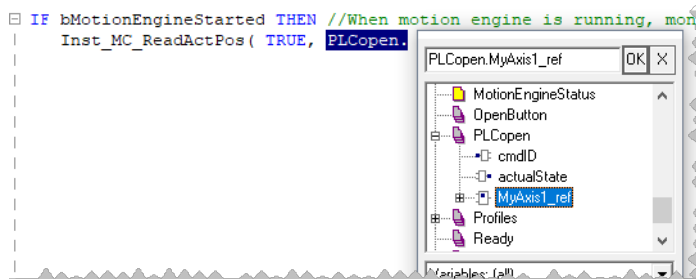 IF bMotionEngineStarted THEN //When motion engine is running, mon
Inst_MC_ReadActPos( TRUE, PLCopen.
PLCopen.MyAxis1_ref OK X
MotionEngineStatus
OpenButton
PLCopen
cmdID
actualState
MyAxis1_ref
Profiles
Ready
Variables: (all)